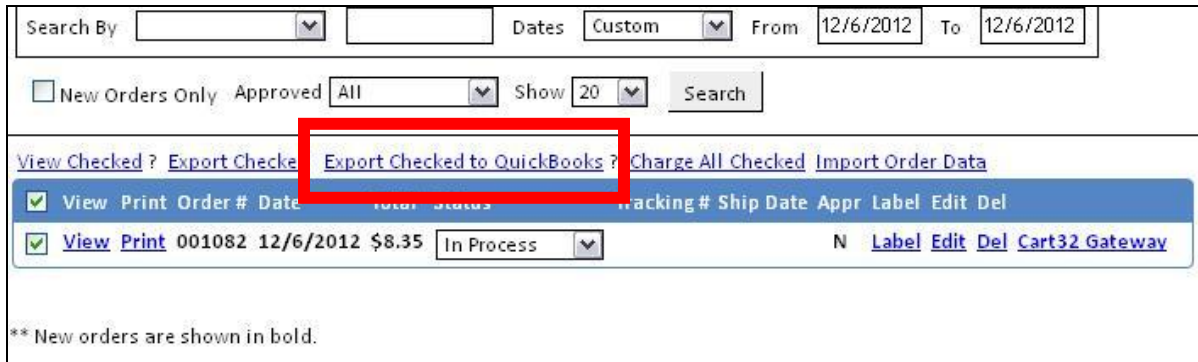 Search By Dates Custom From 12/6/2012 To 12/6/2012
New Orders Only Approved All Show 20 Search
View Checked ? Export Checke Export Checked to QuickBooks ? Charge All Checked Import Order Data
View Print Order # Date Total Status Tracking # Ship Date Appr Label Edit Del
View Print 001082 12/6/2012 $8.35 In Process N Label Edit Del Cart32 Gateway
** New orders are shown in bold.